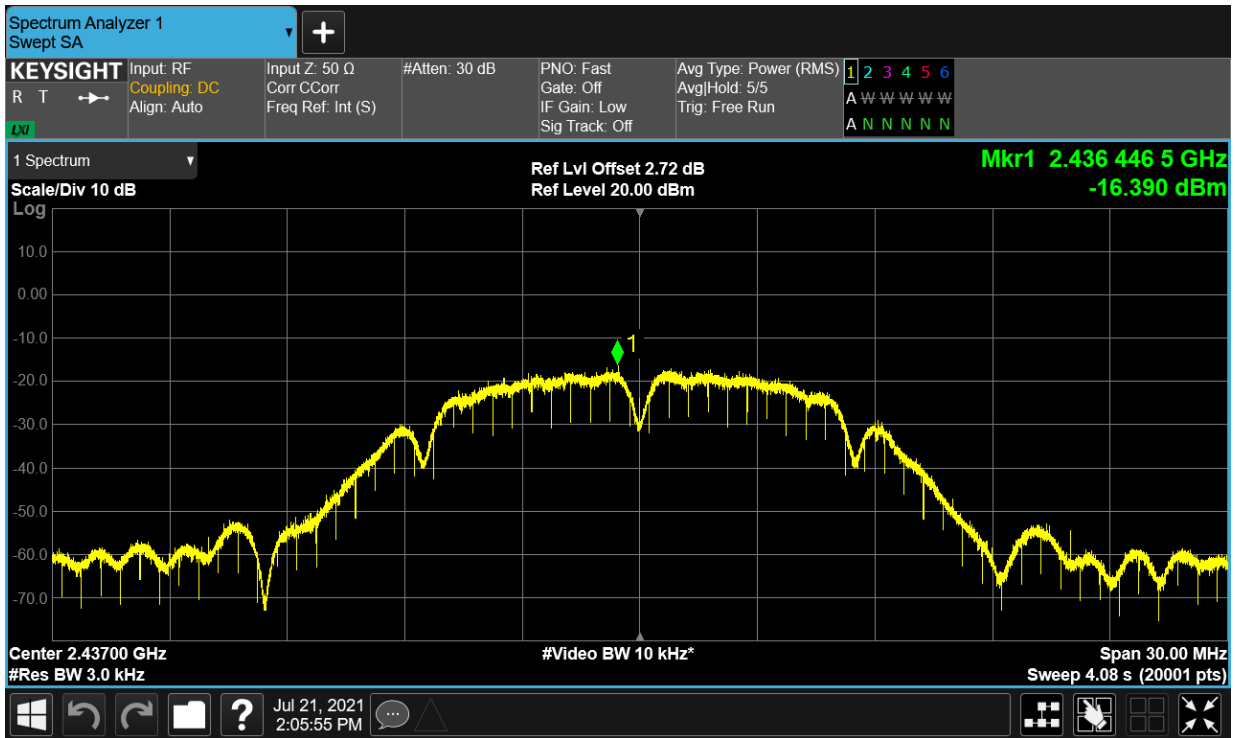 Spectrum Analyzer 1
Swept SA
KEYSIGHT
R T
LXI
Input: RF
Coupling: DC
Align: Auto
Input Z: 50 Ω
Corr CCorr
Freq Ref: Int (S)
#Atten: 30 dB
PNO: Fast
Gate: Off
IF Gain: Low
Sig Track: Off
Avg Type: Power (RMS)
Avg|Hold: 5/5
Trig: Free Run
1 2 3 4 5 6
A W W W W W
A N N N N N
1 Spectrum
Scale/Div 10 dB
Log
Ref Lvl Offset 2.72 dB
Ref Level 20.00 dBm
Mkr1 2.436 446 5 GHz
-16.390 dBm
10.0
0.00
-10.0
1
-20.0
-30.0
-40.0
-50.0
-60.0
-70.0
Center 2.43700 GHz
#Res BW 3.0 kHz
#Video BW 10 kHz*
Span 30.00 MHz
Sweep 4.08 s (20001 pts)
?
Jul 21, 2021
2:05:55 PM